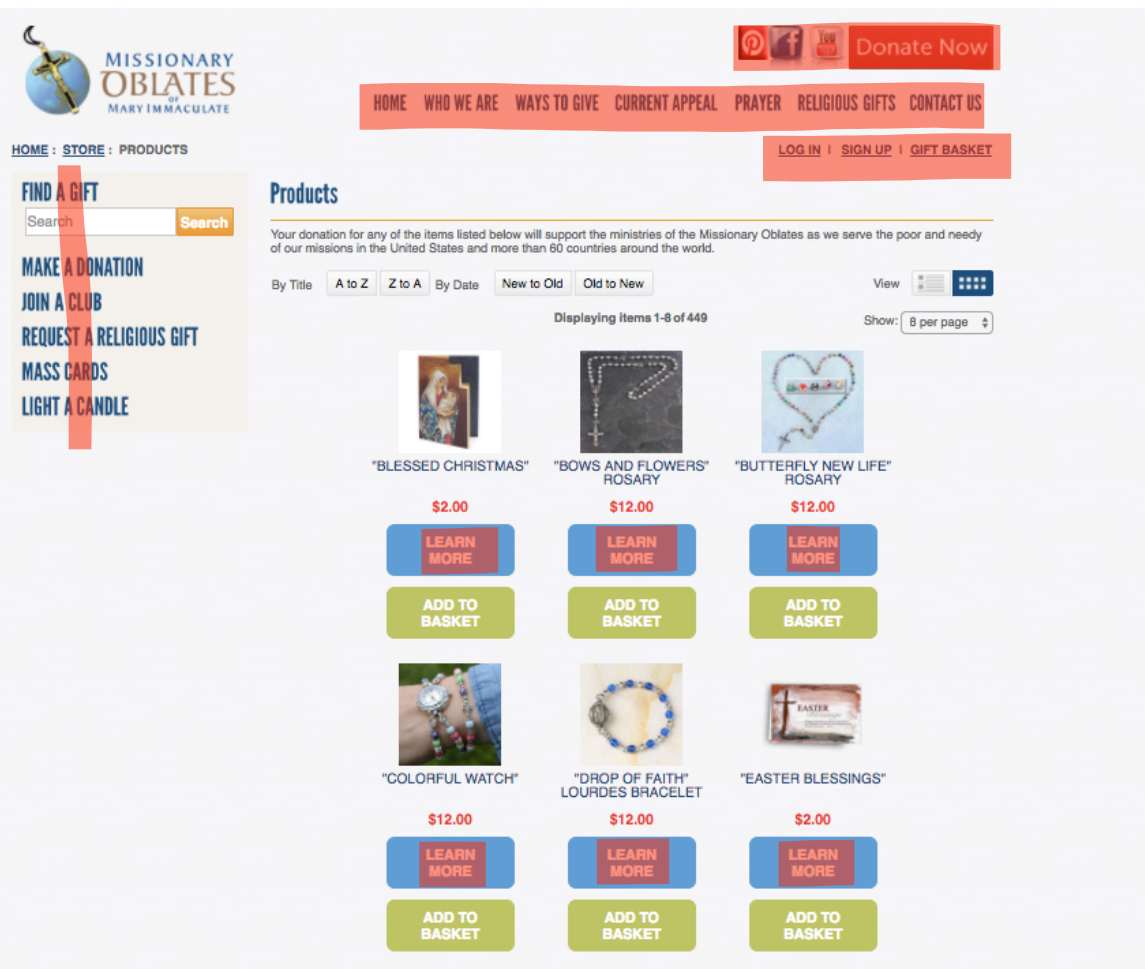 MISSIONARY
OBLATES
OF
MARY IMMACULATE
You
Donate Now
HOME WHO WE ARE WAYS TO GIVE CURRENT APPEAL PRAYER RELIGIOUS GIFTS CONTACT US
HOME : STORE : PRODUCTS
LOG IN | SIGN UP | GIFT BASKET
FIND A GIFT
Search Search
MAKE A DONATION
JOIN A CLUB
REQUEST A RELIGIOUS GIFT
MASS CARDS
LIGHT A CANDLE
Products
Your donation for any of the items listed below will support the ministries of the Missionary Oblates as we serve the poor and needy
of our missions in the United States and more than 60 countries around the world.
By Title A to Z Z to A By Date New to Old Old to New View
Displaying items 1-8 of 449 Show: 8 per page
"BLESSED CHRISTMAS" "BOWS AND FLOWERS" "BUTTERFLY NEW LIFE"
ROSARY ROSARY
$2.00 $12.00 $12.00
LEARN LEARN LEARN
MORE MORE MORE
ADD TO ADD TO ADD TO
BASKET BASKET BASKET
EASTER
"COLORFUL WATCH" "DROP OF FAITH" "EASTER BLESSINGS"
LOURDES BRACELET
$12.00 $12.00 $2.00
LEARN LEARN LEARN
MORE MORE MORE
ADD TO ADD TO ADD TO
BASKET BASKET BASKET